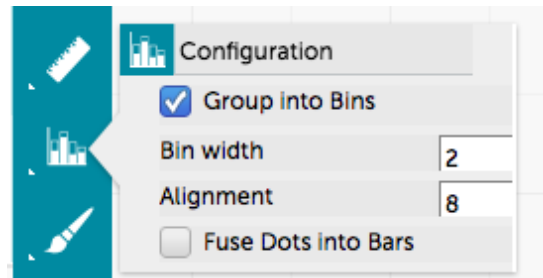 Configuration
Group into Bins
Bin width 2
Alignment 8
Fuse Dots into Bars